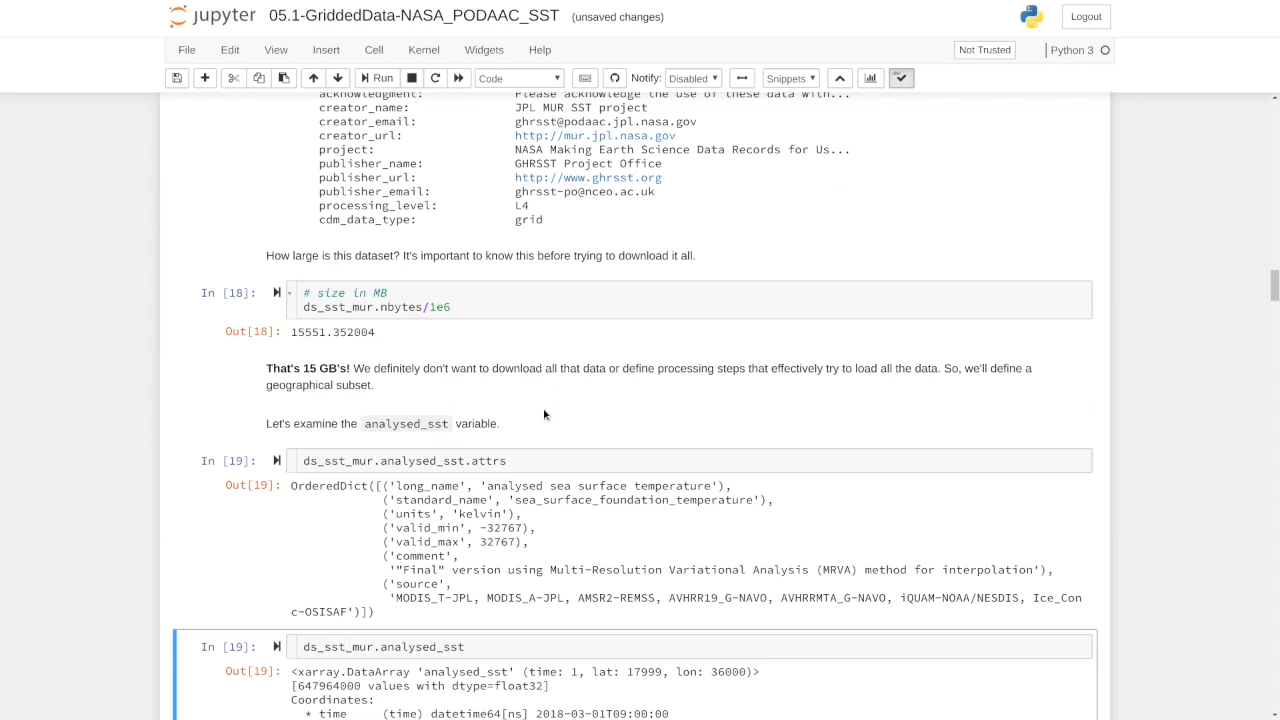 jupyter 05.1-GriddedData-NASA_PODAAC_SST (unsaved changes) Logout
File Edit View Insert Cell Kernel Widgets Help Not Trusted Python 3
Run Code Notify: Disabled Snippets
acknowledgment: Please acknowledge the use of these data with...
creator_name: JPL MUR SST project
creator_email: ghrsst@podaac.jpl.nasa.gov
creator_url: http://mur.jpl.nasa.gov
project: NASA Making Earth Science Data Records for Us...
publisher_name: GHRSST Project Office
publisher_url: http://www.ghrsst.org
publisher_email: ghrsst-po@nceo.ac.uk
processing_level: L4
cdm_data_type: grid
How large is this dataset? It's important to know this before trying to download it all.
In [18]: # size in MB
ds_sst_mur.nbytes/1e6
Out[18]: 15551.352004
That's 15 GB's! We definitely don't want to download all that data or define processing steps that effectively try to load all the data. So, we'll define a
geographical subset.
Let's examine the analysed_sst variable.
In [19]: ds_sst_mur.analysed_sst.attrs
Out[19]: OrderedDict([('long_name', 'analysed sea surface temperature'),
('standard_name', 'sea_surface_foundation_temperature'),
('units', 'kelvin'),
('valid_min', -32767),
('valid_max', 32767),
('comment',
'"Final" version using Multi-Resolution Variational Analysis (MRVA) method for interpolation'),
('source',
'MODIS_T-JPL, MODIS_A-JPL, AMSR2-REMSS, AVHRR19_G-NAVO, AVHRRMTA_G-NAVO, iQUAM-NOAA/NESDIS, Ice_Con
c-OSISAF')])
In [19]: ds_sst_mur.analysed_sst
Out[19]: <xarray.DataArray 'analysed_sst' (time: 1, lat: 17999, lon: 36000)>
[647964000 values with dtype=float32]
Coordinates:
* time (time) datetime64[ns] 2018-03-01T09:00:00